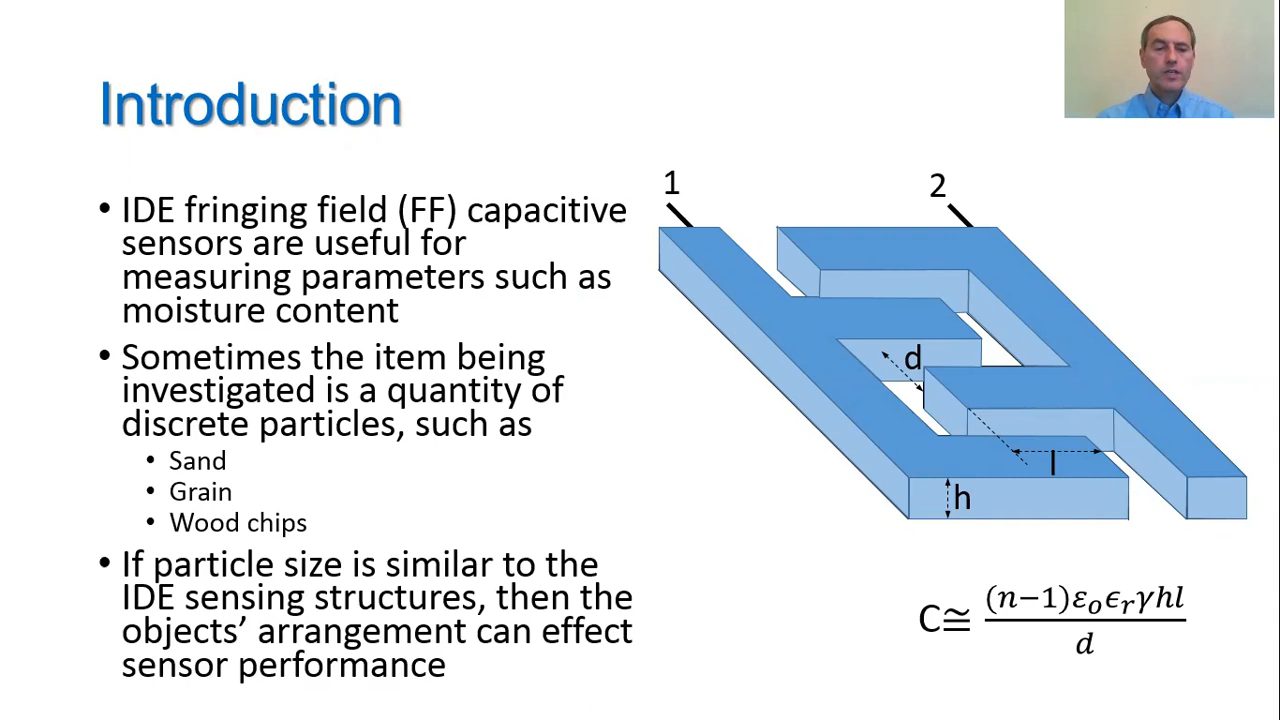 Introduction
• IDE fringing field (FF) capacitive
sensors are useful for
measuring parameters such as
moisture content
• Sometimes the item being
investigated is a quantity of
discrete particles, such as
• Sand
• Grain
• Wood chips
• If particle size is similar to the
IDE sensing structures, then the
objects’ arrangement can effect
sensor performance
1
2
d
l
h
C≅ (n−1)εₒϵᵣγhl
d